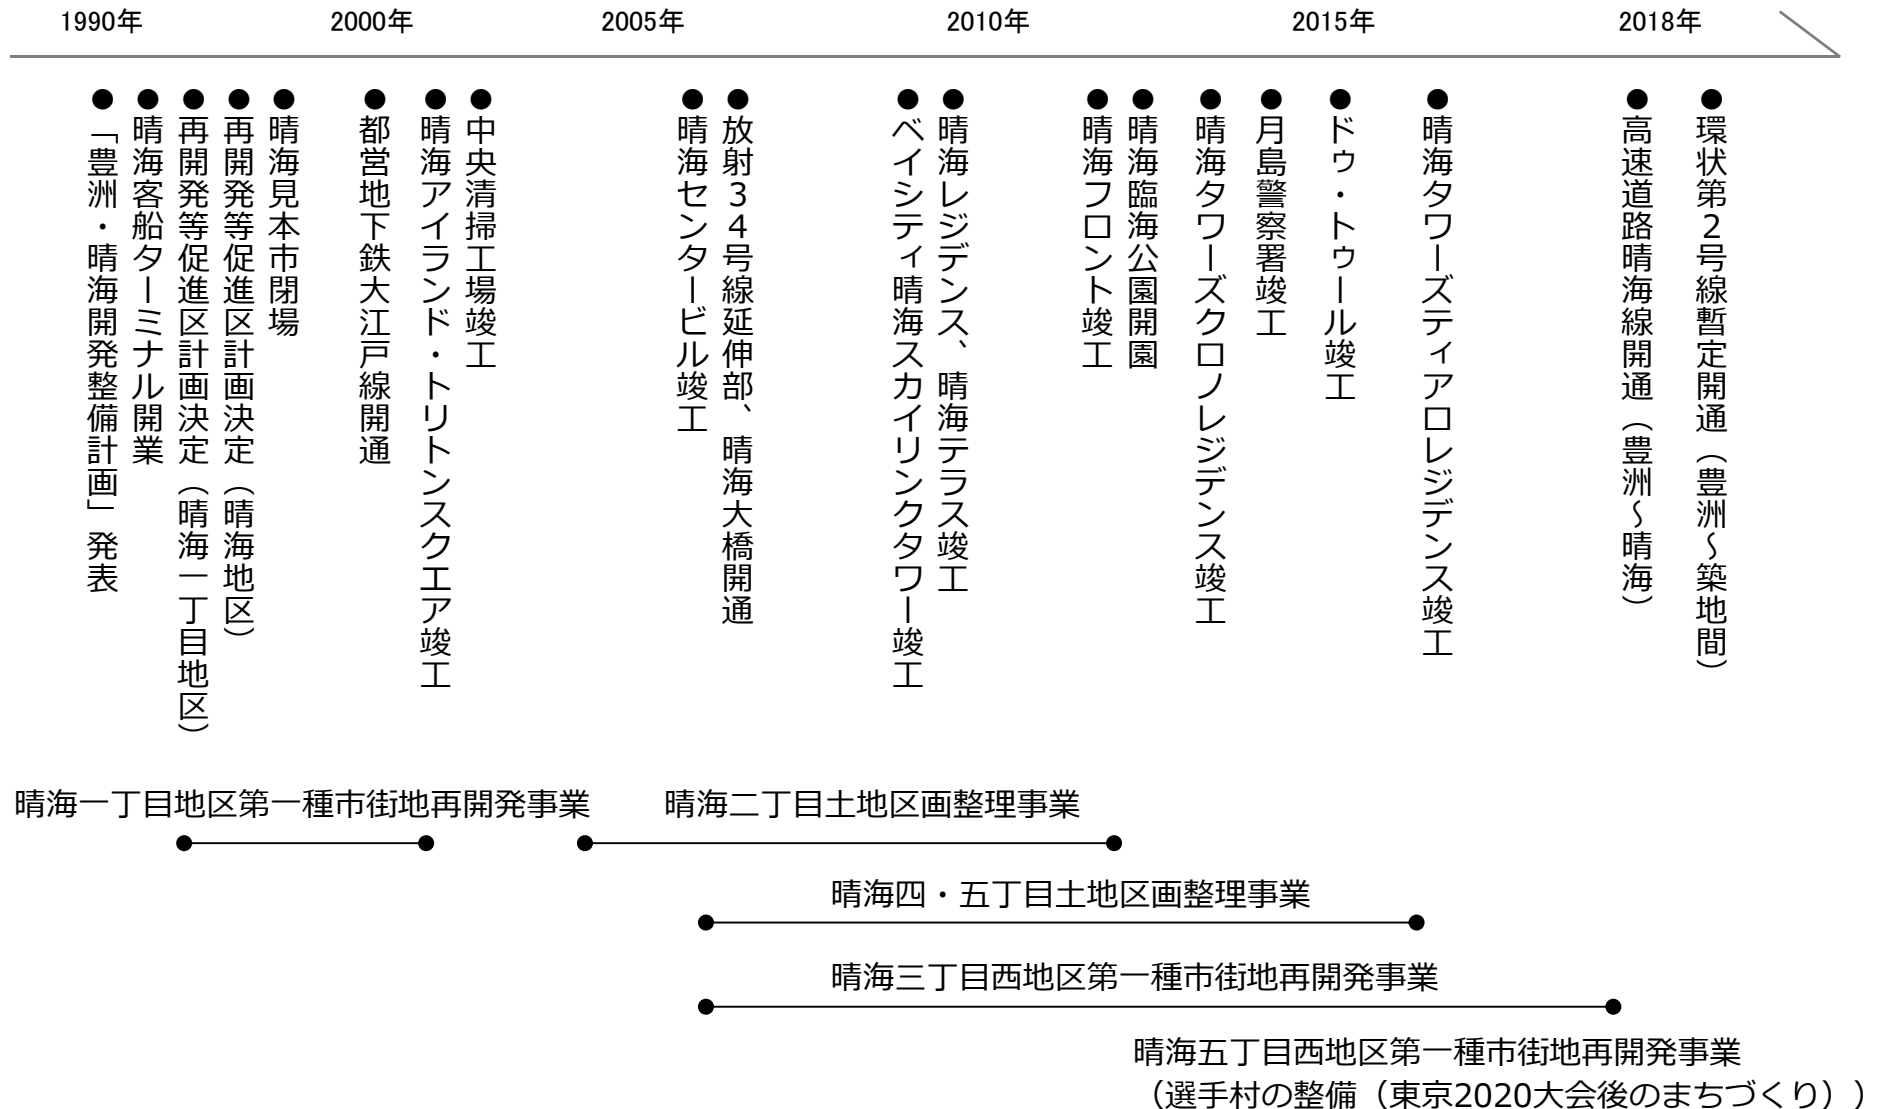 1990年
2000年
2005年
2010年
2015年
2018年
●「豊洲・晴海開発整備計画」発表
●晴海客船ターミナル開業
●再開発等促進区計画決定（晴海一丁目地区）
●再開発等促進区計画決定（晴海地区）
●晴海見本市閉場
●都営地下鉄大江戸線開通
●晴海アイランド・トリトンスクエア竣工
●中央清掃工場竣工
●晴海センタービル竣工
●放射３４号線延伸部、晴海大橋開通
●ベイシティ晴海スカイリンクタワー竣工
●晴海レジデンス、晴海テラス竣工
●晴海フロント竣工
●晴海臨海公園開園
●晴海タワーズクロノレジデンス竣工
●月島警察署竣工
●ドゥ・トゥール竣工
●晴海タワーズティアロレジデンス竣工
●高速道路晴海線開通（豊洲～晴海）
●環状第２号線暫定開通（豊洲～築地間）
晴海一丁目地区第一種市街地再開発事業
晴海二丁目土地区画整理事業
晴海四・五丁目土地区画整理事業
晴海三丁目西地区第一種市街地再開発事業
晴海五丁目西地区第一種市街地再開発事業
（選手村の整備（東京2020大会後のまちづくり））